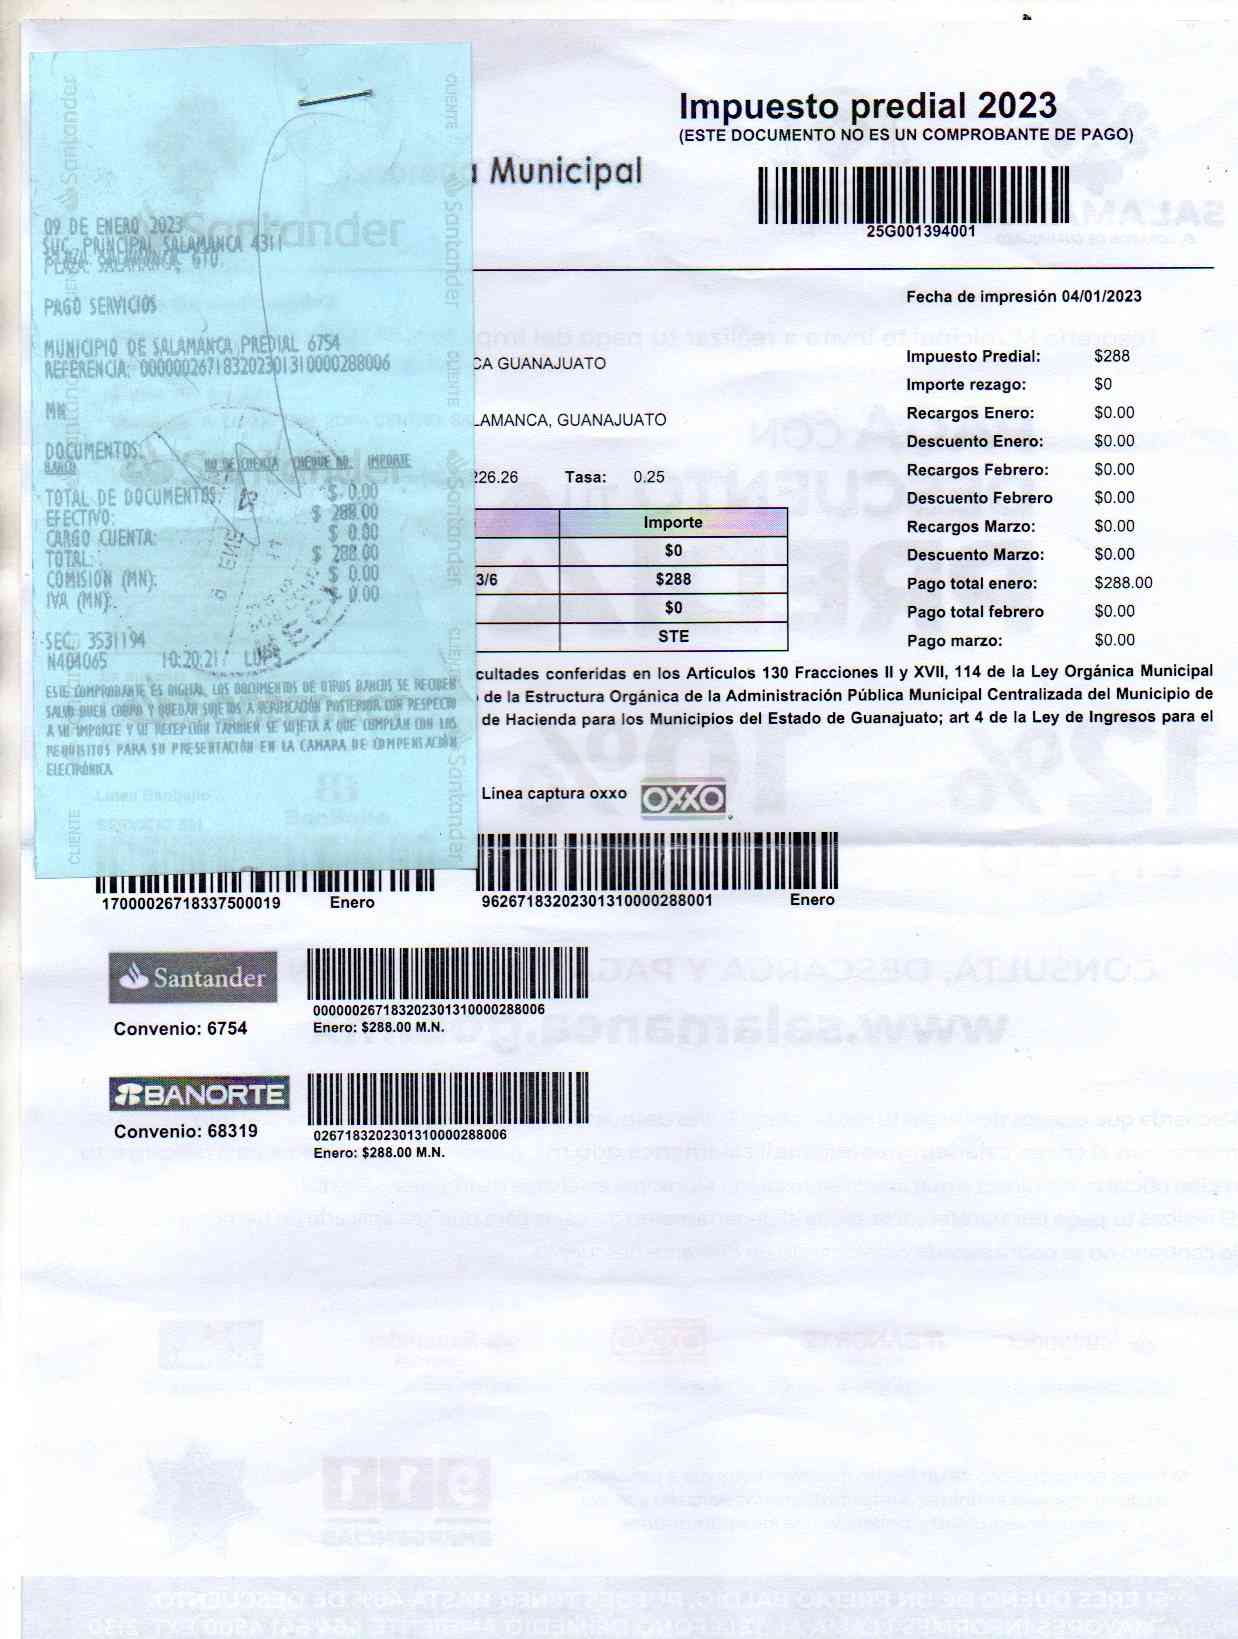 Impuesto predial 2023
(ESTE DOCUMENTO NO ES UN COMPROBANTE DE PAGO)
Municipal
25G001394001
Fecha de impresión 04/01/2023
CA GUANAJUATO
LAMANCA, GUANAJUATO
226.26 Tasa: 0.25
Importe
$0
3/6 $288
$0
STE
Impuesto Predial: $288
Importe rezago: $0
Recargos Enero: $0.00
Descuento Enero: $0.00
Recargos Febrero: $0.00
Descuento Febrero $0.00
Recargos Marzo: $0.00
Descuento Marzo: $0.00
Pago total enero: $288.00
Pago total febrero $0.00
Pago marzo: $0.00
cultades conferidas en los Articulos 130 Fracciones II y XVII, 114 de la Ley Orgánica Municipal
de la Estructura Orgánica de la Administración Pública Municipal Centralizada del Municipio de
de Hacienda para los Municipios del Estado de Guanajuato; art 4 de la Ley de Ingresos para el
Santander
CLIENTE
09 DE ENERO 2023
SUC. PRINCIPAL SALAMANCA 4311
PLAZA: SALAMANCA, GTO
PAGO SERVICIOS
MUNICIPIO DE SALAMANCA PREDIAL 6754
REFERENCIA: 000000267183202301310000288006
MN
DOCUMENTOS:
BANCO NO DE CUENTA CHEQUE NO. IMPORTE
TOTAL DE DOCUMENTOS: $ 0.00
EFECTIVO: $ 288.00
CARGO CUENTA: $ 0.00
TOTAL: $ 288.00
COMISION (MN): $ 0.00
IVA (MN): $ 0.00
SEC. 3531194
N404065 10:20:21
ESTE COMPROBANTE ES DIGITAL, LOS DOCUMENTOS DE OTROS BANCOS SE RECIBEN
SALVO BUEN COBRO Y QUEDAN SUJETOS A VERIFICACIÓN POSTERIOR CON RESPECTO
A SU IMPORTE Y SU RECEPCIÓN TAMBIEN SE SUJETA A QUE CUMPLAN CON LOS
REQUISITOS PARA SU PRESENTACIÓN EN LA CAMARA DE COMPENSACIÓN
ELECTRÓNICA.
Linea captura oxxo OXXO
17000026718337500019 Enero
96267183202301310000288001 Enero
Santander
Convenio: 6754
000000267183202301310000288006
Enero: $288.00 M.N.
BANORTE
Convenio: 68319
0267183202301310000288006
Enero: $288.00 M.N.